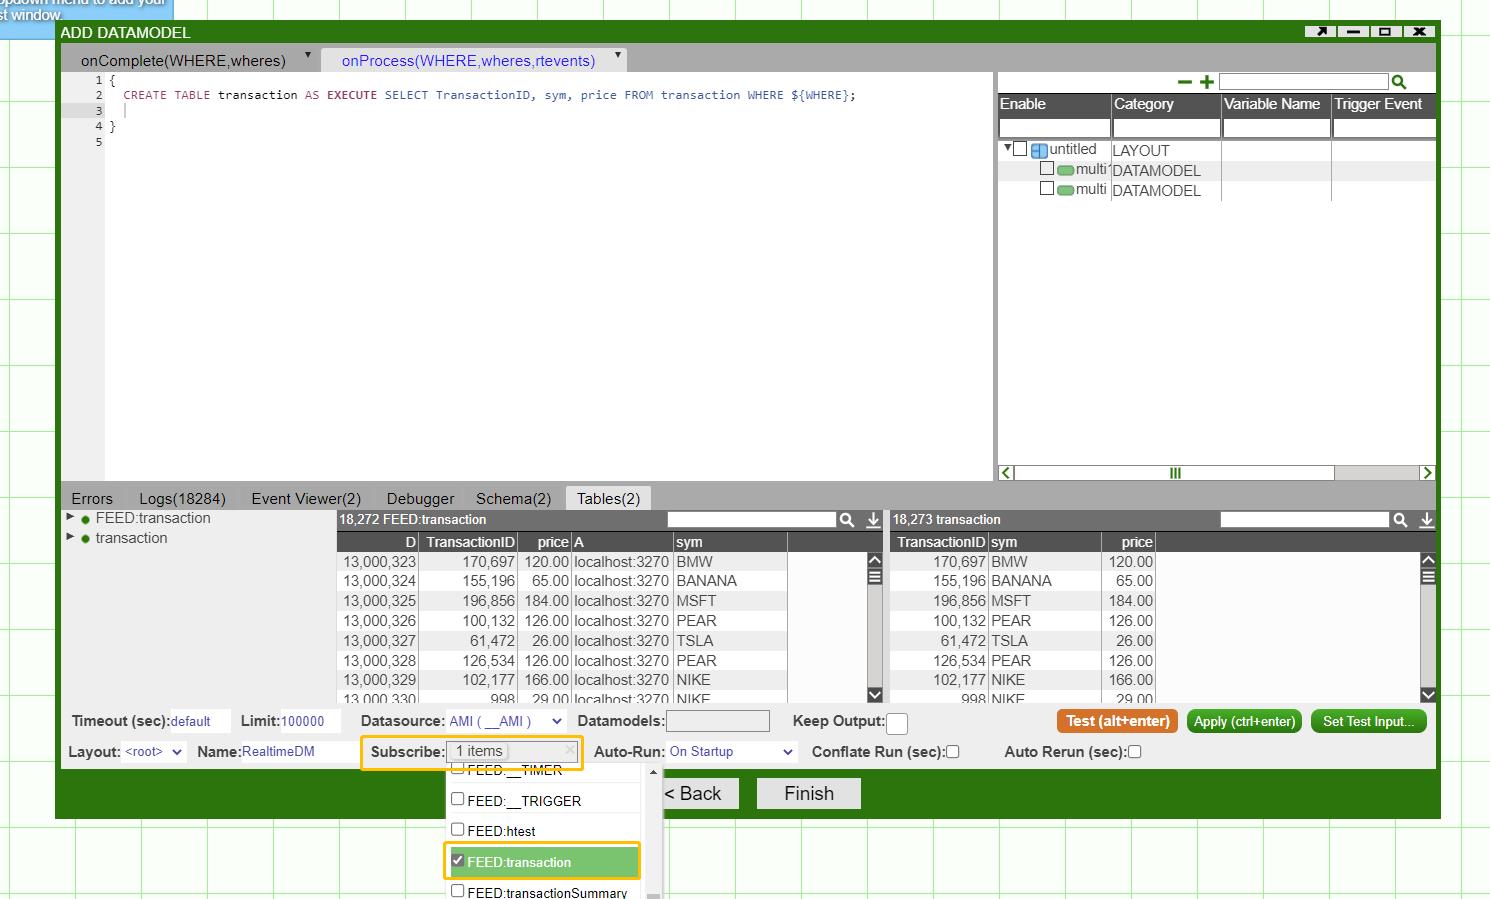 opdown menu to add your
st window.
ADD DATAMODEL
onComplete(WHERE,wheres)
onProcess(WHERE,wheres,rtevents)
1 {
2 CREATE TABLE transaction AS EXECUTE SELECT TransactionID, sym, price FROM transaction WHERE ${WHERE};
3
4 }
5
Enable Category Variable Name Trigger Event
untitled LAYOUT
multi1 DATAMODEL
multi DATAMODEL
Errors Logs(18284) Event Viewer(2) Debugger Schema(2) Tables(2)
FEED:transaction
transaction
18,272 FEED:transaction
D TransactionID price A sym
13,000,323 170,697 120.00 localhost:3270 BMW
13,000,324 155,196 65.00 localhost:3270 BANANA
13,000,325 196,856 184.00 localhost:3270 MSFT
13,000,326 100,132 126.00 localhost:3270 PEAR
13,000,327 61,472 26.00 localhost:3270 TSLA
13,000,328 126,534 126.00 localhost:3270 PEAR
13,000,329 102,177 166.00 localhost:3270 NIKE
13,000,330 998 29.00 localhost:3270 NIKE
18,273 transaction
TransactionID sym price
170,697 BMW 120.00
155,196 BANANA 65.00
196,856 MSFT 184.00
100,132 PEAR 126.00
61,472 TSLA 26.00
126,534 PEAR 126.00
102,177 NIKE 166.00
998 NIKE 29.00
Timeout (sec): default Limit: 100000 Datasource: AMI ( __AMI ) Datamodels: Keep Output: Test (alt+enter) Apply (ctrl+enter) Set Test Input...
Layout: <root> Name: RealtimeDM Subscribe: 1 items × Auto-Run: On Startup Conflate Run (sec): Auto Rerun (sec):
FEED:__TIMER
FEED:__TRIGGER
FEED:htest
FEED:transaction
FEED:transactionSummary
< Back Finish